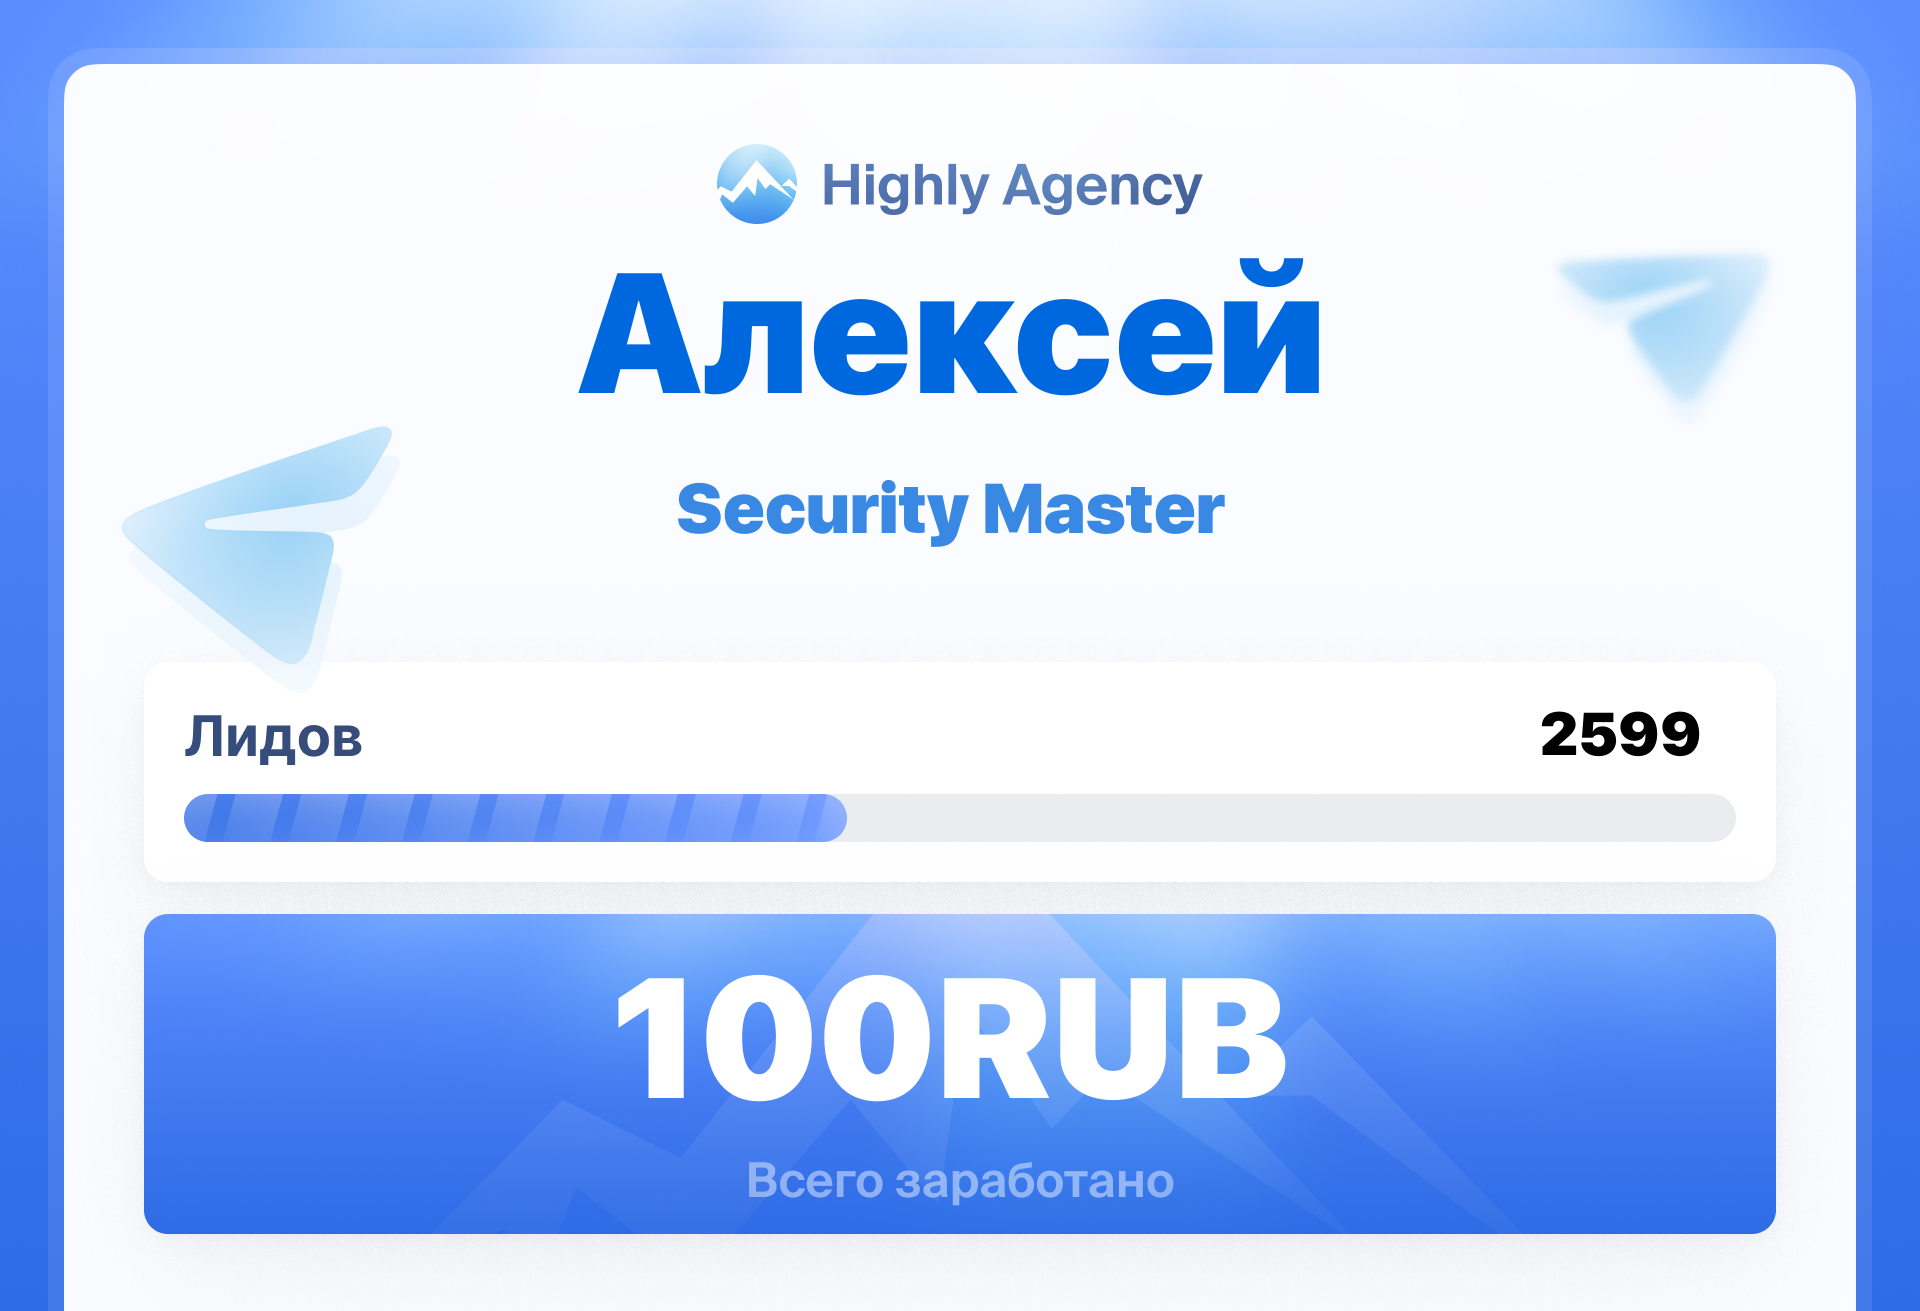 Highly Agency
Алексей
Security Master
Лидов
2599
100RUB
Всего заработано